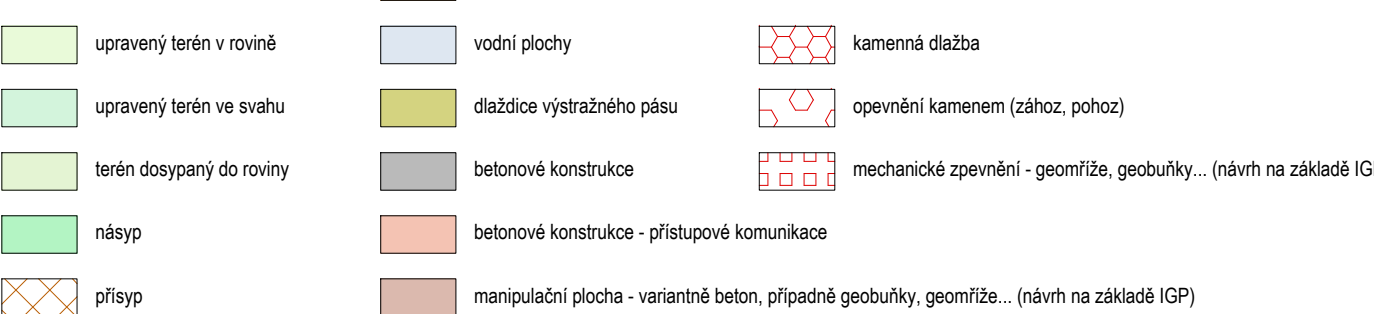 upravený terén v rovině
upravený terén ve svahu
terén dosypaný do roviny
násyp
přísyp
vodní plochy
dlaždice výstražného pásu
betonové konstrukce
betonové konstrukce - přístupové komunikace
manipulační plocha - variantně beton, případně geobuňky, geomříže... (návrh na základě IGP)
kamenná dlažba
opevnění kamenem (zához, pohoz)
mechanické zpevnění - geomříže, geobuňky... (návrh na základě